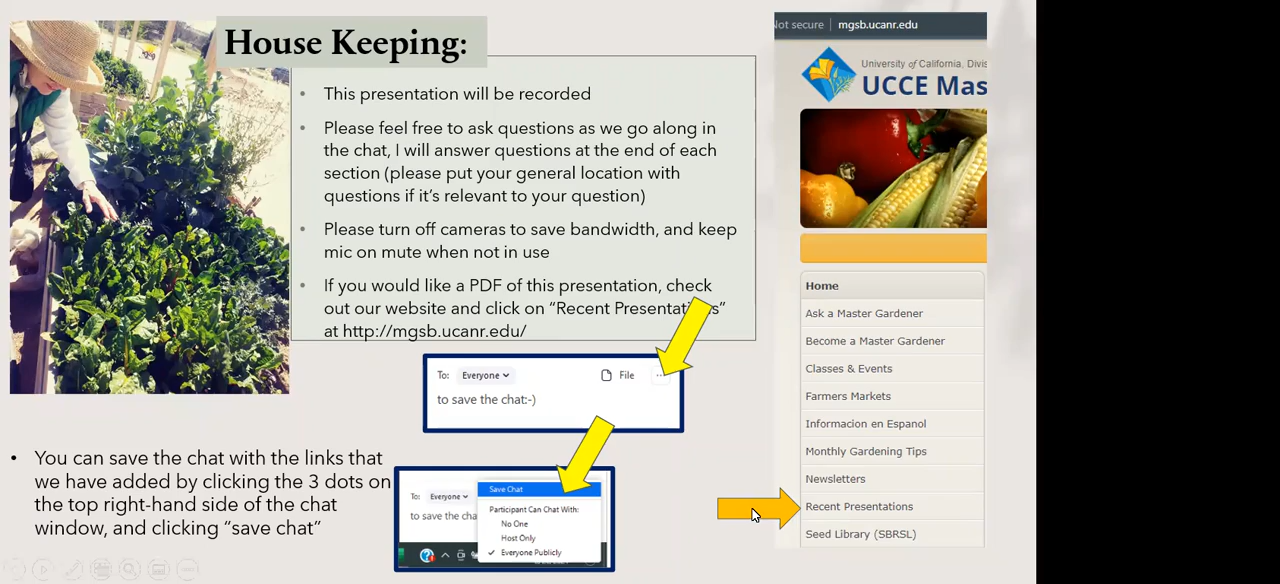 House Keeping:
• This presentation will be recorded
• Please feel free to ask questions as we go along in
the chat, I will answer questions at the end of each
section (please put your general location with
questions if it's relevant to your question)
• Please turn off cameras to save bandwidth, and keep
mic on mute when not in use
• If you would like a PDF of this presentation, check
out our website and click on “Recent Presentations”
at http://mgsb.ucanr.edu/
To: Everyone File ...
to save the chat:-)
• You can save the chat with the links that
we have added by clicking the 3 dots on
the top right-hand side of the chat
window, and clicking “save chat”
To: Everyone
to save the cha
Save Chat
Participant Can Chat With:
No One
Host Only
✓ Everyone Publicly
Not secure | mgsb.ucanr.edu
University of California, Divis
UCCE Mas
Home
Ask a Master Gardener
Become a Master Gardener
Classes & Events
Farmers Markets
Informacion en Espanol
Monthly Gardening Tips
Newsletters
Recent Presentations
Seed Library (SBRSL)